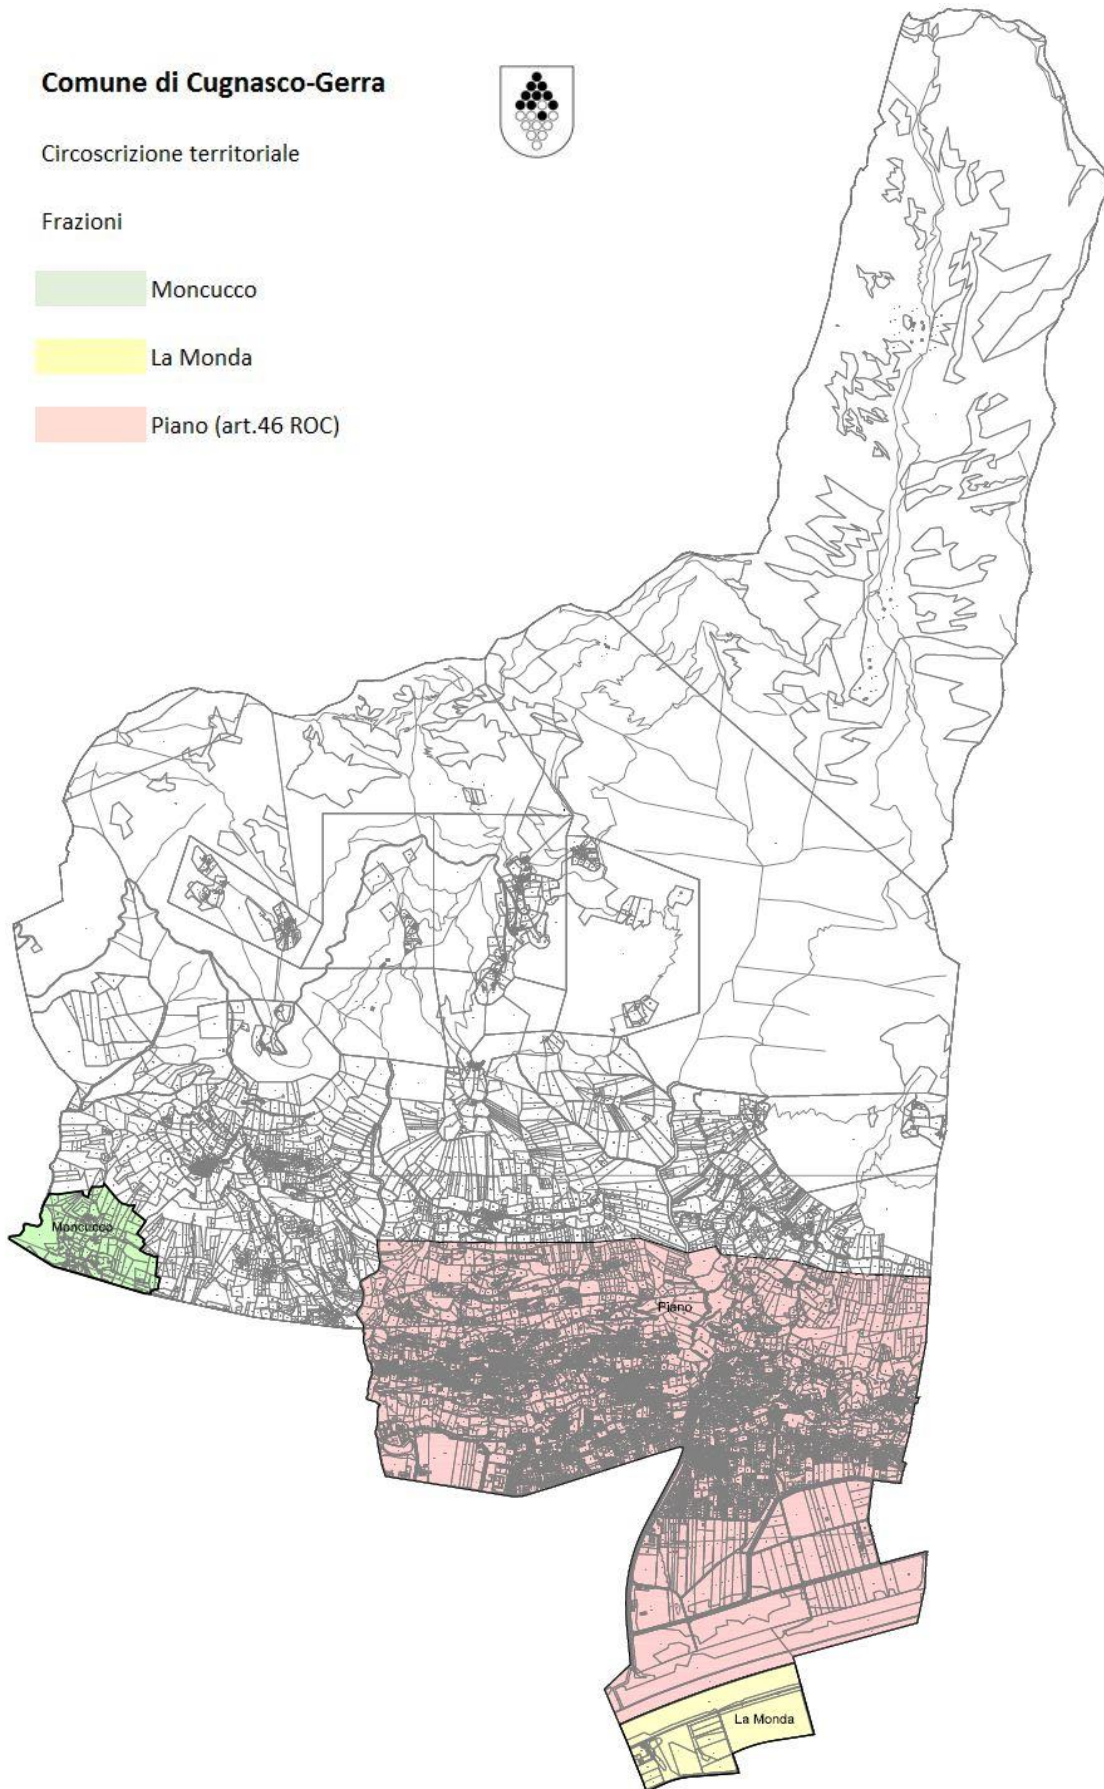 Comune di Cugnasco-Gerra
Circoscrizione territoriale
Frazioni
Moncucco
La Monda
Piano (art.46 ROC)
Moncucco
Piano
La Monda